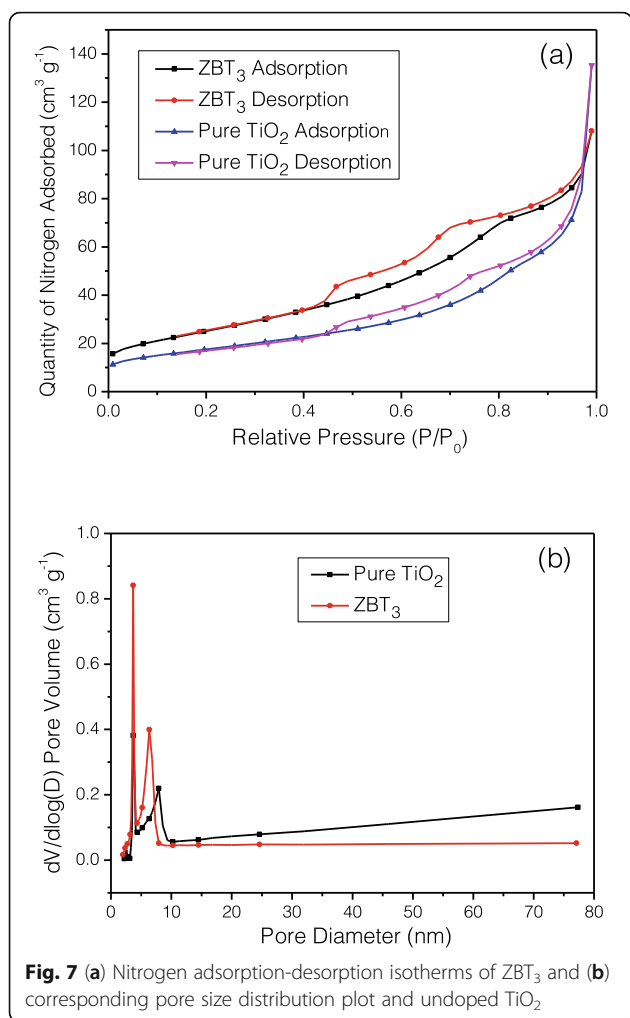 (a)
ZBT₃ Adsorption
ZBT₃ Desorption
Pure TiO₂ Adsorption
Pure TiO₂ Desorption
Quantity of Nitrogen Adsorbed (cm³ g⁻¹)
140
120
100
80
60
40
20
0
0.0 0.2 0.4 0.6 0.8 1.0
Relative Pressure (P/P₀)
(b)
Pure TiO₂
ZBT₃
dV/dlog(D) Pore Volume (cm³ g⁻¹)
1.0
0.8
0.6
0.4
0.2
0.0
0 10 20 30 40 50 60 70 80
Pore Diameter (nm)
Fig. 7 (a) Nitrogen adsorption-desorption isotherms of ZBT₃ and (b)
corresponding pore size distribution plot and undoped TiO₂